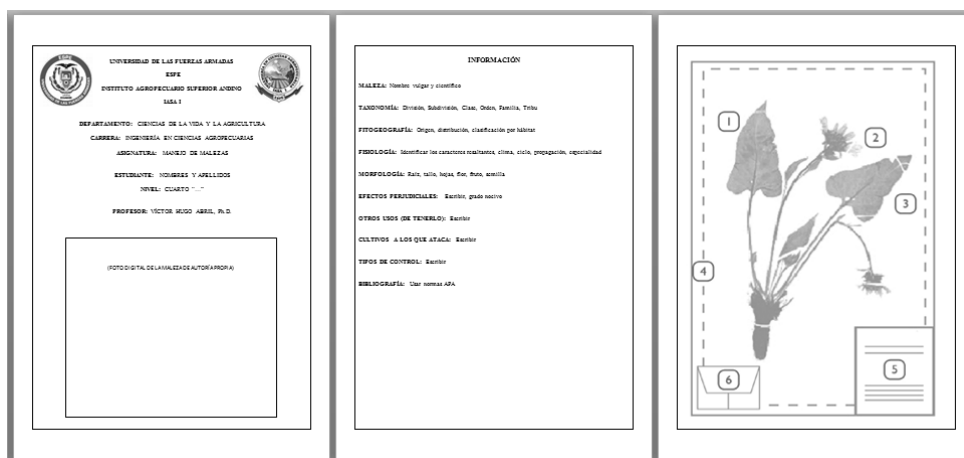 UNIVERSIDAD DE LAS FUERZAS ARMADAS
ESPE
INSTITUTO AGROPECUARIO SUPERIOR ANDINO
IASA I
DEPARTAMENTO: CIENCIAS DE LA VIDA Y LA AGRICULTURA
CARRERA: INGENIERÍA EN CIENCIAS AGROPECUARIAS
ASIGNATURA: MANEJO DE MALEZAS
ESTUDIANTE: NOMBRES Y APELLIDOS
NIVEL: CUARTO "..."
PROFESOR: VÍCTOR HUGO ABRIL, Ph.D.
(FOTO DIGITAL DE LA MALEZA DE AUTORÍA PROPIA)
INFORMACIÓN
MALEZA: Nombre vulgar y científico
TAXONOMÍA: División, Subdivisión, Clase, Orden, Familia, Tribu
FITOGEOGRAFÍA: Origen, distribución, clasificación por hábitat
FISIOLOGÍA: Identificar los caracteres resaltantes, clima, ciclo, propagación, especialidad
MORFOLOGÍA: Raíz, tallo, hojas, flor, fruto, semilla
EFECTOS PERJUDICIALES: Escribir, grado nocivo
OTROS USOS (DE TENERLO): Escribir
CULTIVOS A LOS QUE ATACA: Escribir
TIPOS DE CONTROL: Escribir
BIBLIOGRAFÍA: Usar normas APA
1
2
3
4
5
6